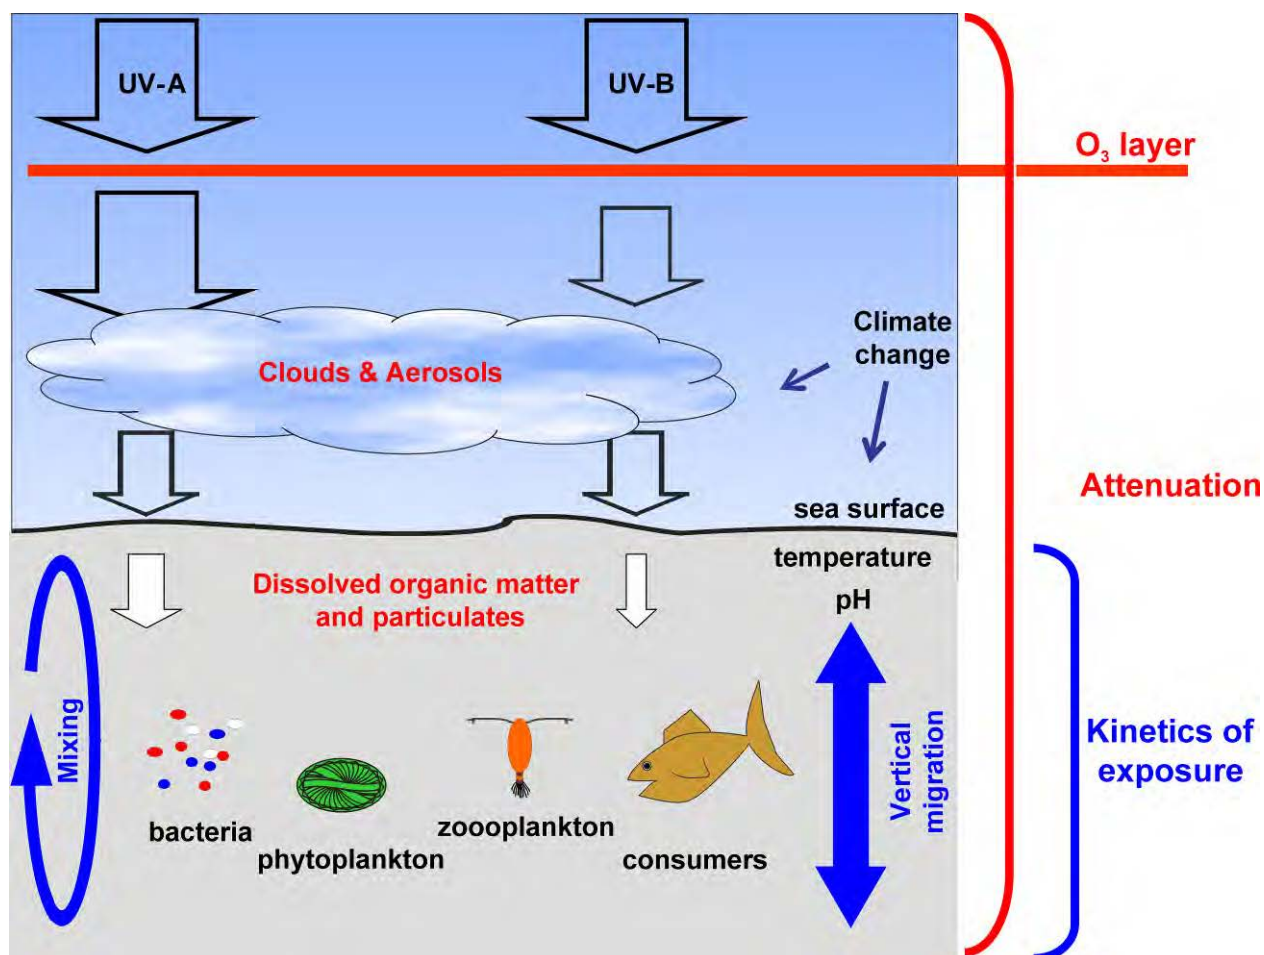 UV-A
UV-B
O₃ layer
Climate
change
Clouds & Aerosols
Attenuation
sea surface
temperature
pH
Dissolved organic matter
and particulates
Mixing
Vertical
migration
Kinetics of
exposure
bacteria
phytoplankton
zoooplankton
consumers